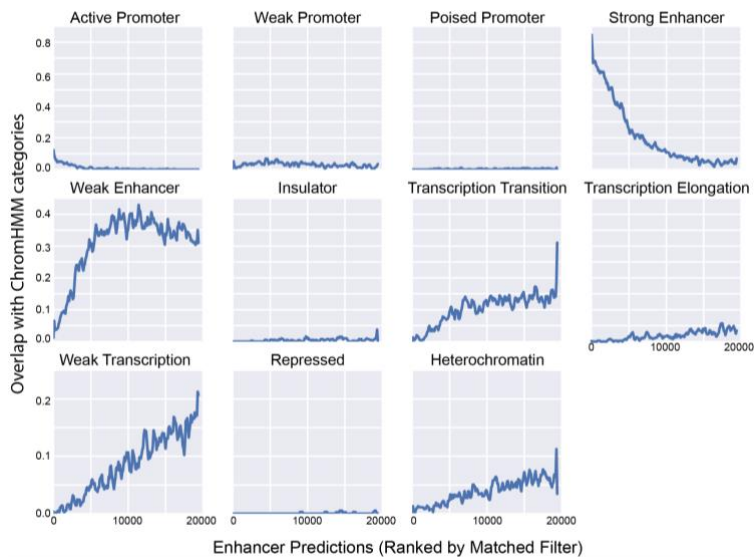 Active Promoter Weak Promoter Poised Promoter Strong Enhancer
0.8
0.6
0.4
0.2
0.0
Weak Enhancer Insulator Transcription Transition Transcription Elongation
0.4
0.3
0.2
0.1
0.0
0 10000 20000
Weak Transcription Repressed Heterochromatin
0.2
0.1
0.0
0 10000 20000 0 10000 20000 0 10000 20000
Overlap with ChromHMM categories
Enhancer Predictions (Ranked by Matched Filter)